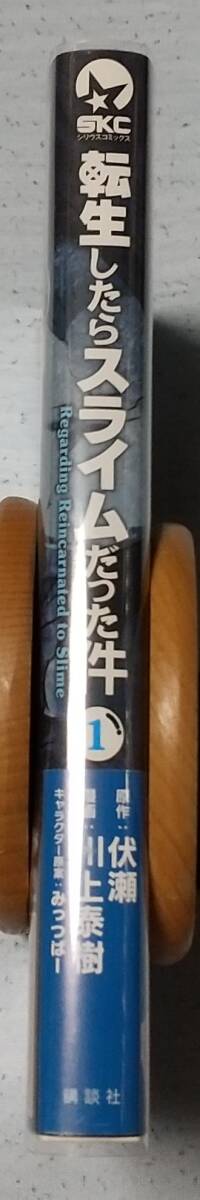 SKC
シリウスコミックス
転生したらスライムだった件
Regarding Reincarnated to Slime
1
原作：伏瀬
漫画：川上泰樹
キャラクター原案：みっつばー
講談社